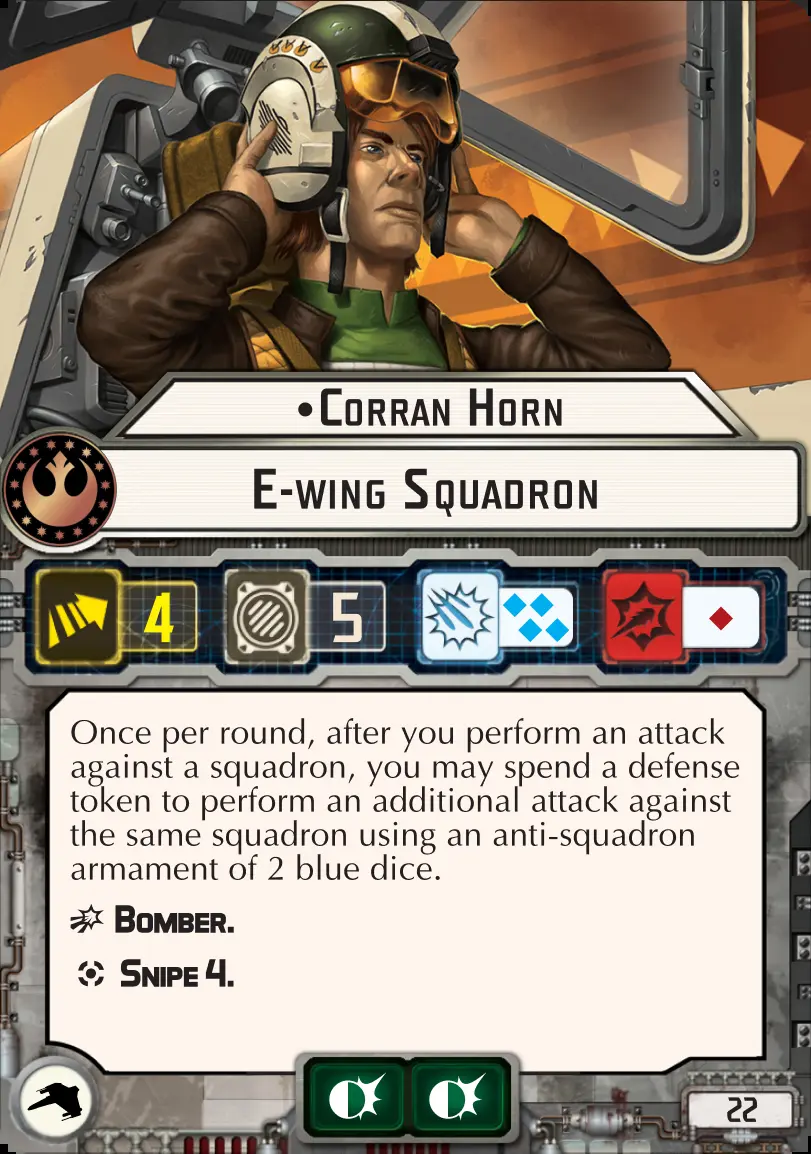 •Corran Horn
E-wing Squadron
4 5
Once per round, after you perform an attack
against a squadron, you may spend a defense
token to perform an additional attack against
the same squadron using an anti-squadron
armament of 2 blue dice.
Bomber.
Snipe 4.
22